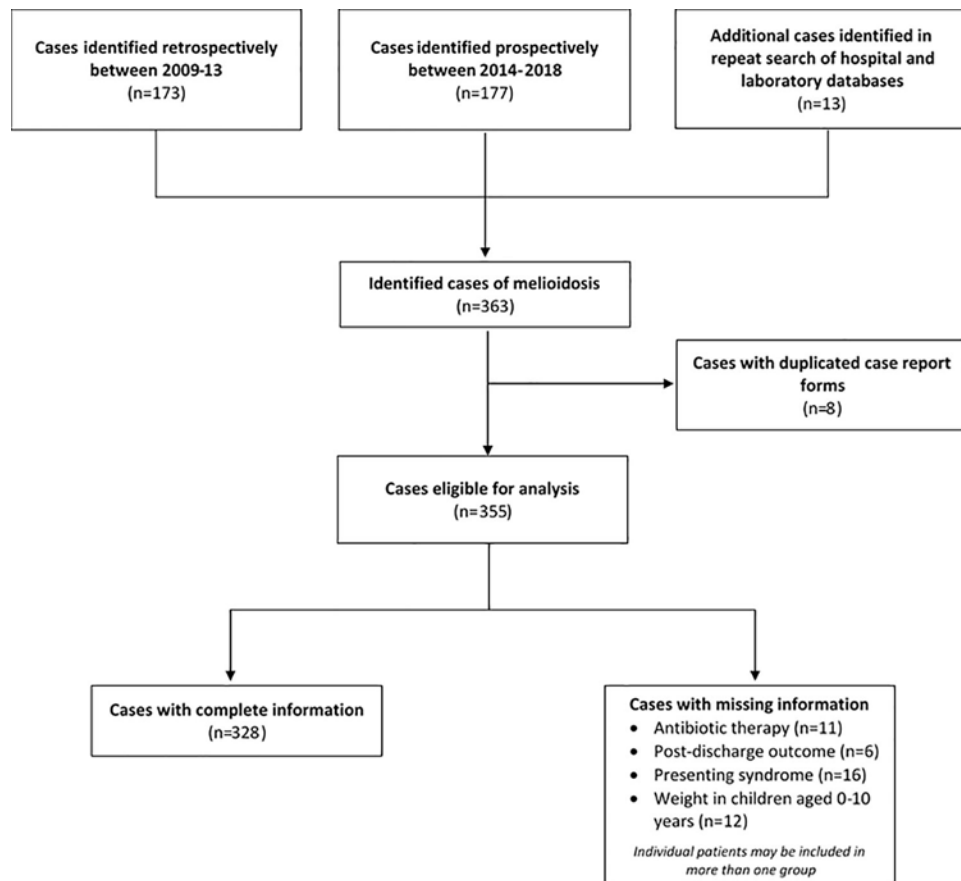 Cases identified retrospectively
between 2009-13
(n=173)
Cases identified prospectively
between 2014-2018
(n=177)
Additional cases identified in
repeat search of hospital and
laboratory databases
(n=13)
Identified cases of melioidosis
(n=363)
Cases with duplicated case report
forms
(n=8)
Cases eligible for analysis
(n=355)
Cases with complete information
(n=328)
Cases with missing information
• Antibiotic therapy (n=11)
• Post-discharge outcome (n=6)
• Presenting syndrome (n=16)
• Weight in children aged 0-10
years (n=12)
Individual patients may be included in
more than one group